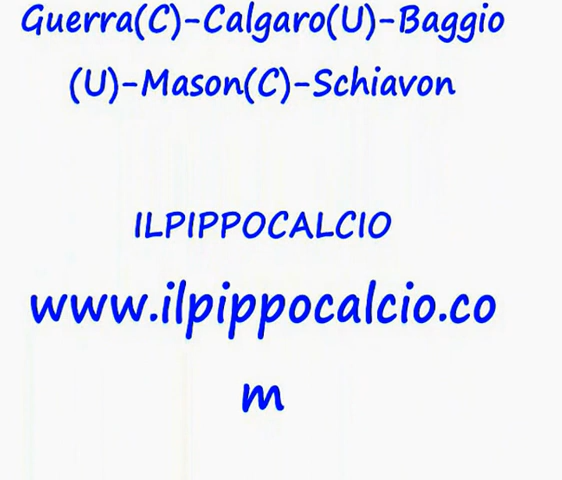 Guerra(C)-Calgaro(U)-Baggio
(U)-Mason(C)-Schiavon
ILPIPPOCALCIO
www.ilpippocalcio.co
m